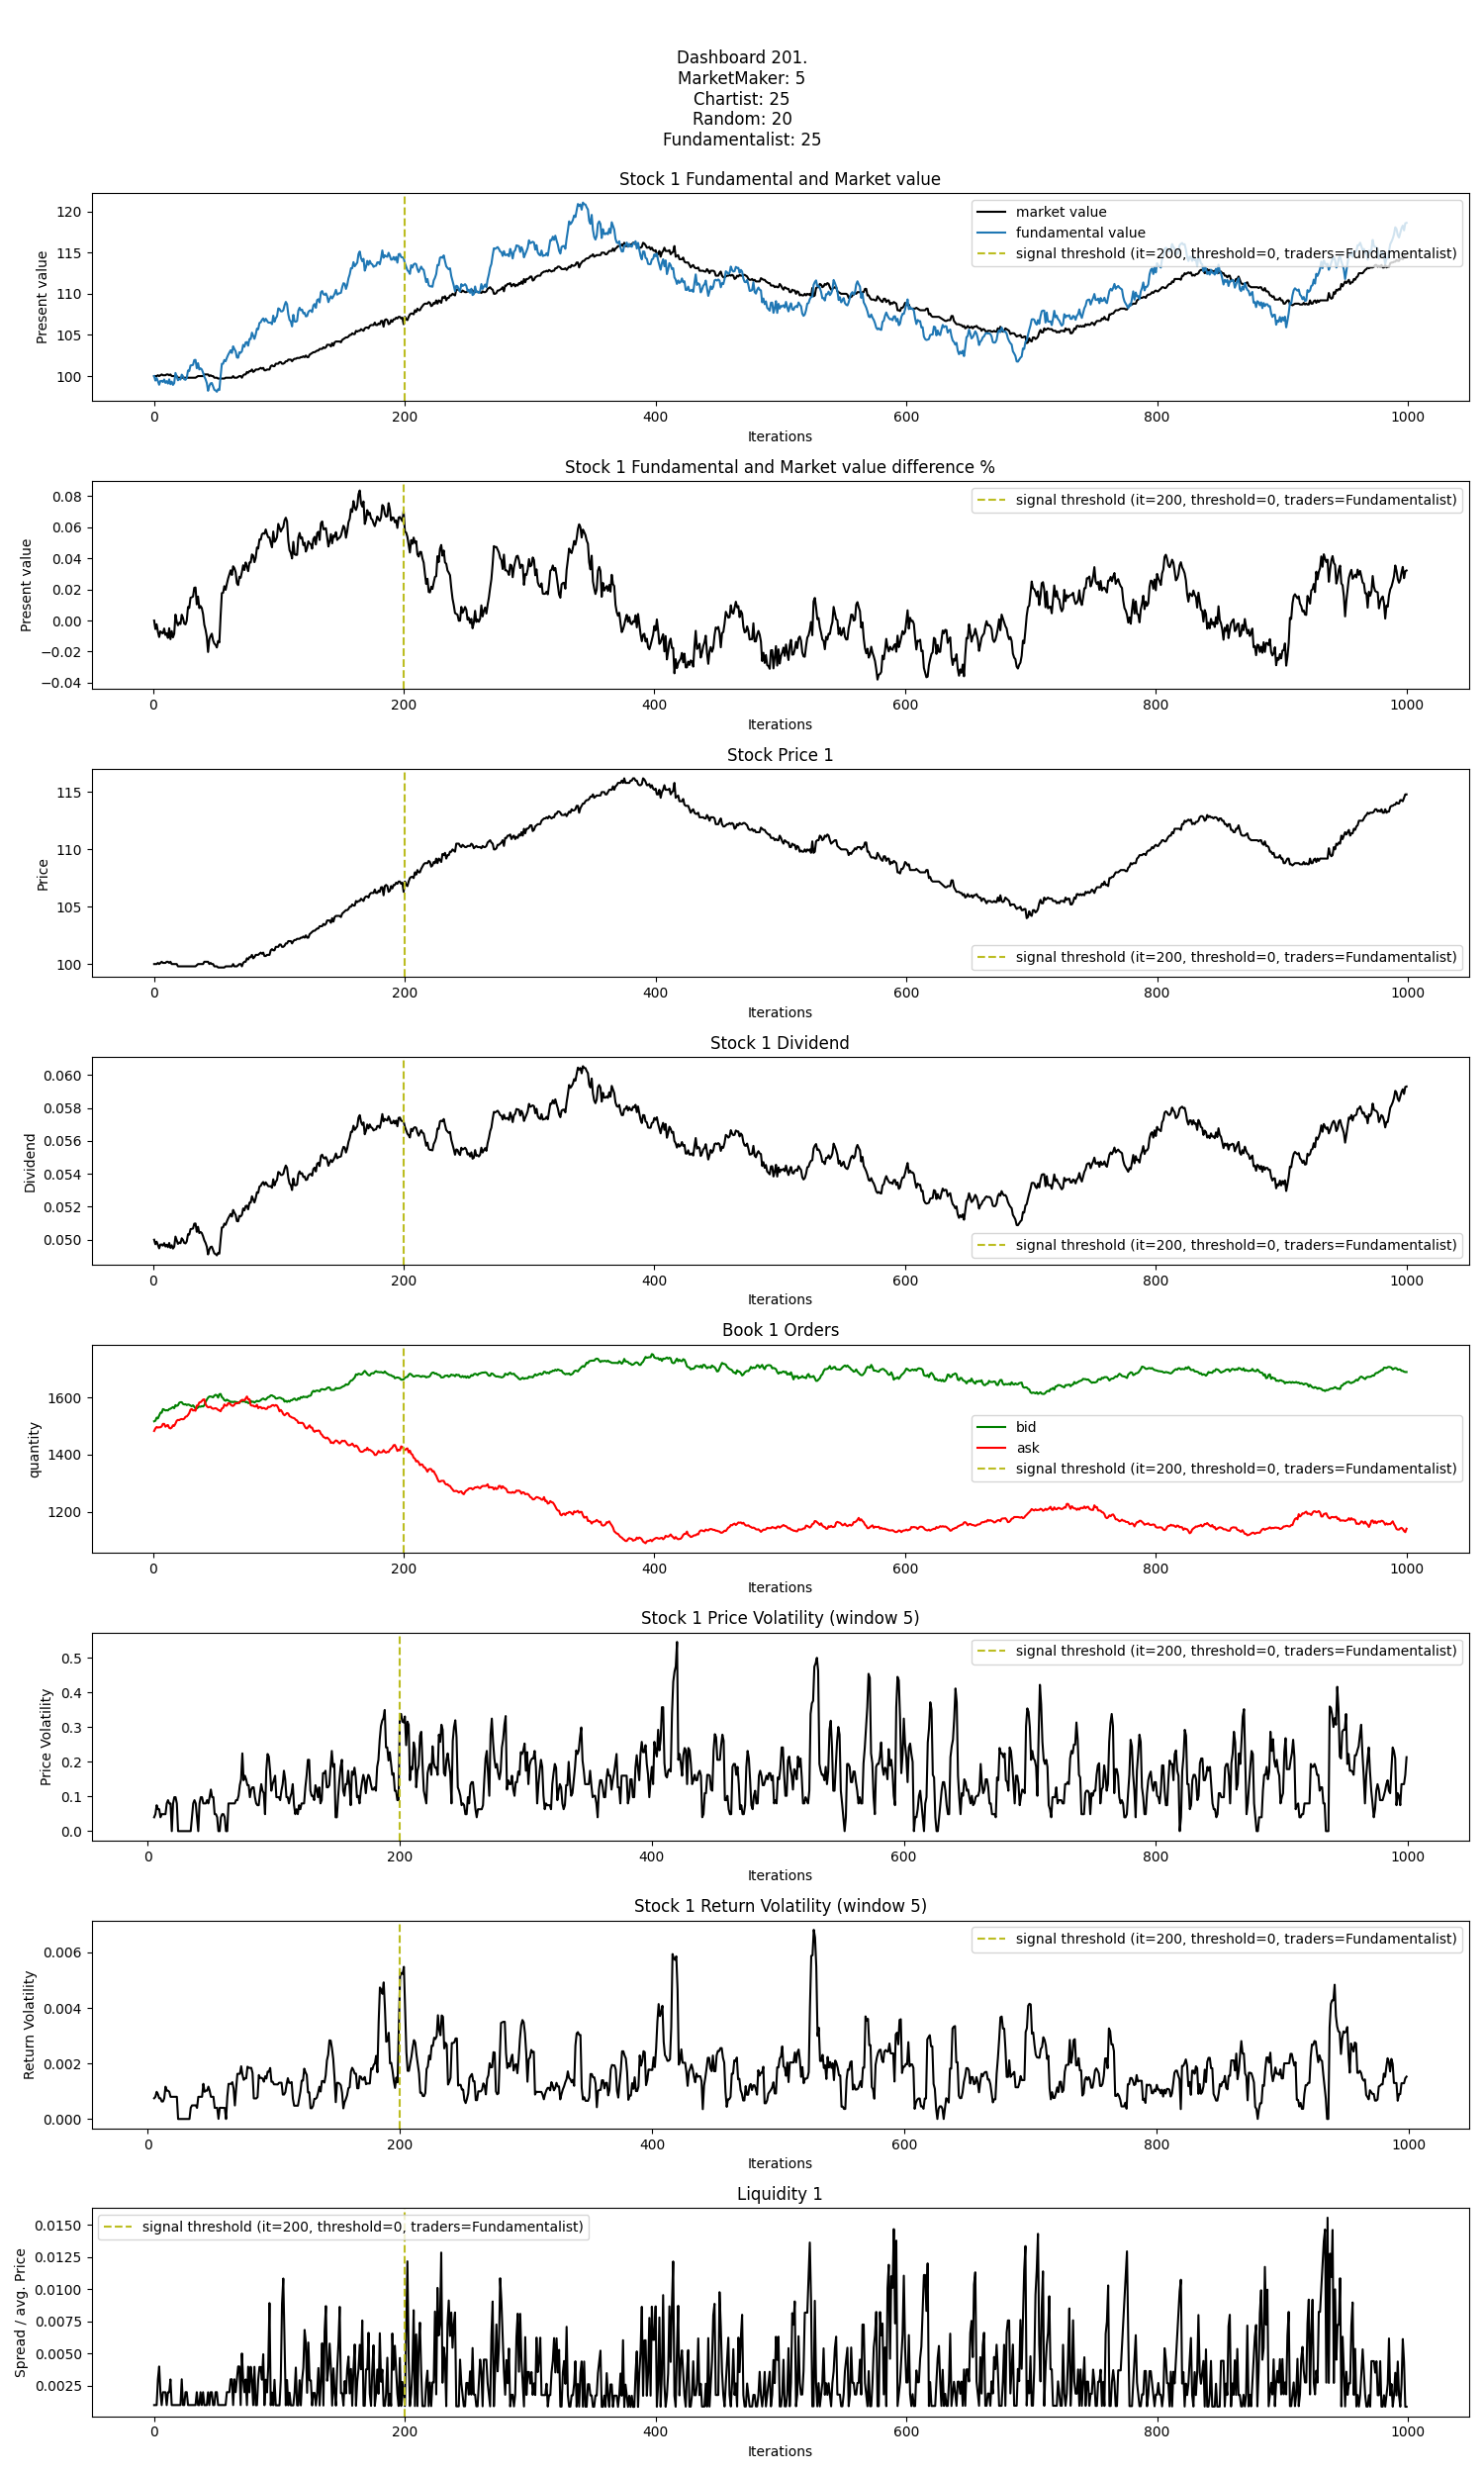 Dashboard 201.
MarketMaker: 5
Chartist: 25
Random: 20
Fundamentalist: 25
Stock 1 Fundamental and Market value
Present value
120
115
110
105
100
market value
fundamental value
signal threshold (it=200, threshold=0, traders=Fundamentalist)
0 200 400 600 800 1000
Iterations
Stock 1 Fundamental and Market value difference %
Present value
0.08
0.06
0.04
0.02
0.00
−0.02
−0.04
signal threshold (it=200, threshold=0, traders=Fundamentalist)
0 200 400 600 800 1000
Iterations
Stock Price 1
Price
115
110
105
100
signal threshold (it=200, threshold=0, traders=Fundamentalist)
0 200 400 600 800 1000
Iterations
Stock 1 Dividend
Dividend
0.060
0.058
0.056
0.054
0.052
0.050
signal threshold (it=200, threshold=0, traders=Fundamentalist)
0 200 400 600 800 1000
Iterations
Book 1 Orders
quantity
1600
1400
1200
bid
ask
signal threshold (it=200, threshold=0, traders=Fundamentalist)
0 200 400 600 800 1000
Iterations
Stock 1 Price Volatility (window 5)
Price Volatility
0.5
0.4
0.3
0.2
0.1
0.0
signal threshold (it=200, threshold=0, traders=Fundamentalist)
0 200 400 600 800 1000
Iterations
Stock 1 Return Volatility (window 5)
Return Volatility
0.006
0.004
0.002
0.000
signal threshold (it=200, threshold=0, traders=Fundamentalist)
0 200 400 600 800 1000
Iterations
Liquidity 1
Spread / avg. Price
0.0150
0.0125
0.0100
0.0075
0.0050
0.0025
signal threshold (it=200, threshold=0, traders=Fundamentalist)
0 200 400 600 800 1000
Iterations